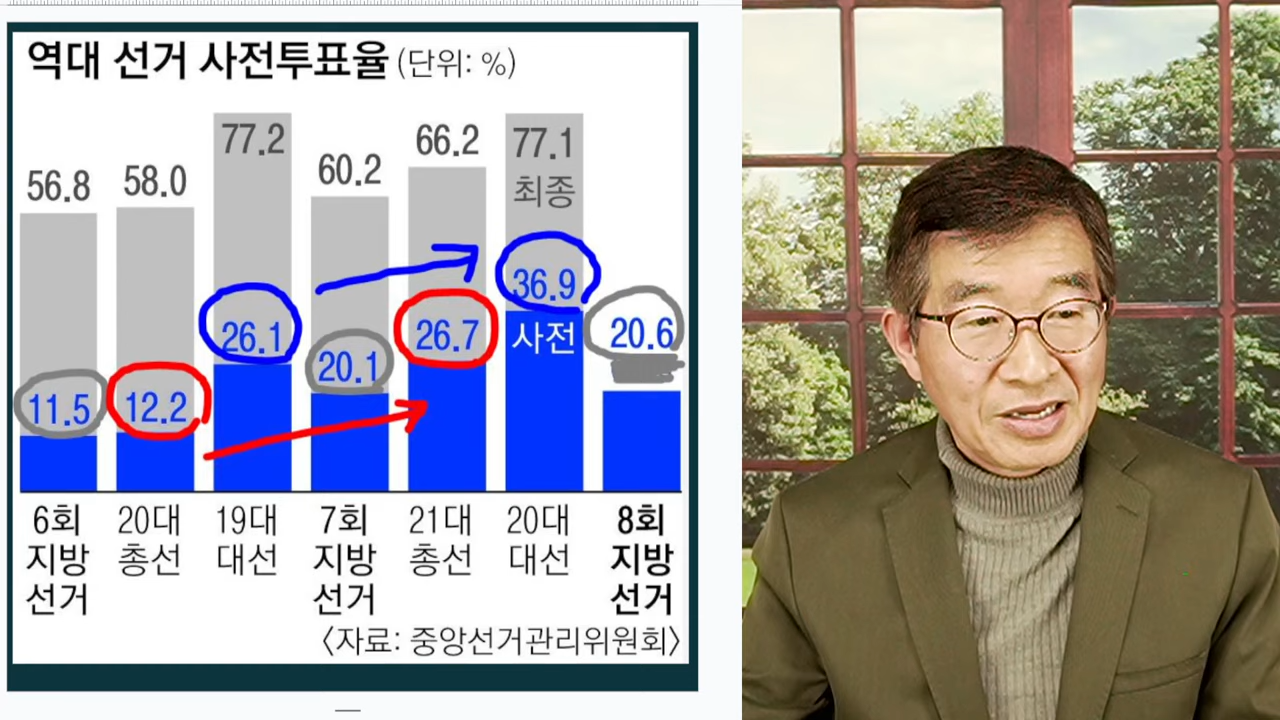 역대 선거 사전투표율 (단위: %)
56.8
58.0
77.2
60.2
66.2
77.1
최종
11.5
12.2
26.1
20.1
26.7
36.9
사전
20.6
6회
지방
선거
20대
총선
19대
대선
7회
지방
선거
21대
총선
20대
대선
8회
지방
선거
〈자료: 중앙선거관리위원회〉